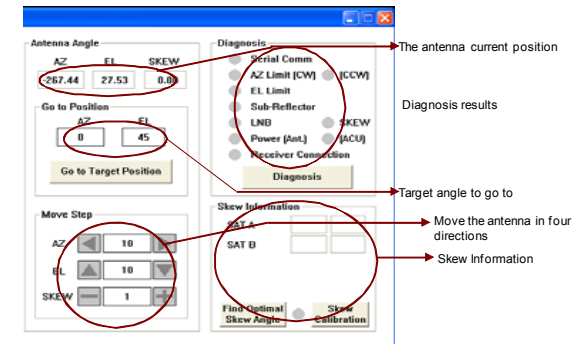 Antenna Angle
AZ EL SKEW
-267.44 27.53 0.00
Go to Position
AZ EL
0 45
Go to Target Position
Move Step
AZ 10
EL 10
SKEW 1
Diagnosis
Serial Comm
AZ Limit [CW] [CCW]
EL Limit
Sub-Reflector
LNB SKEW
Power (Ant.) (ACU)
Receiver Connection
Diagnosis
Skew Information
SAT A
SAT B
Find Optimal Skew Angle
Skew Calibration
The antenna current position
Diagnosis results
Target angle to go to
Move the antenna in four
directions
Skew Information